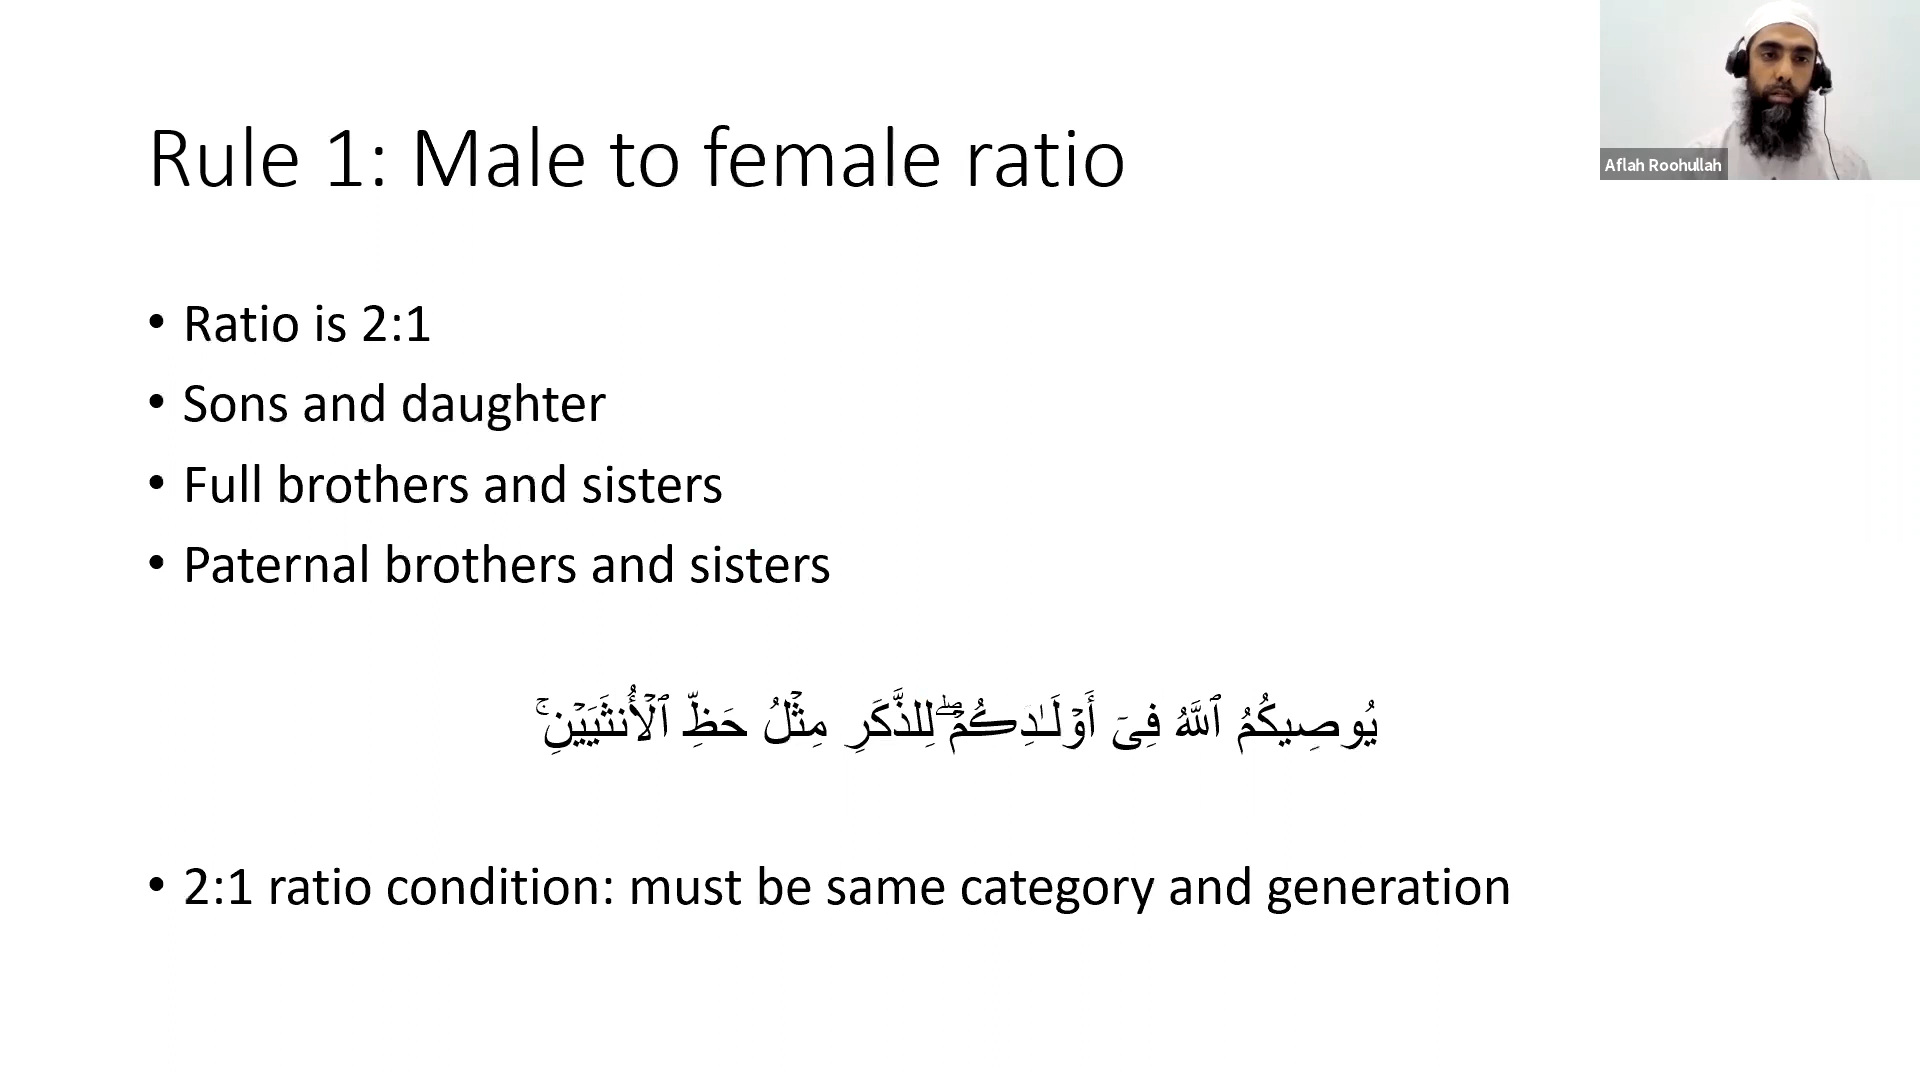 Rule 1: Male to female ratio
Aflah Roohullah
• Ratio is 2:1
• Sons and daughter
• Full brothers and sisters
• Paternal brothers and sisters
يُوصِيكُمُ ٱللَّهُ فِىٓ أَوْلَـٰدِكُمْ ۖ لِلذَّكَرِ مِثْلُ حَظِّ ٱلْأُنثَيَيْنِ ۚ
• 2:1 ratio condition: must be same category and generation